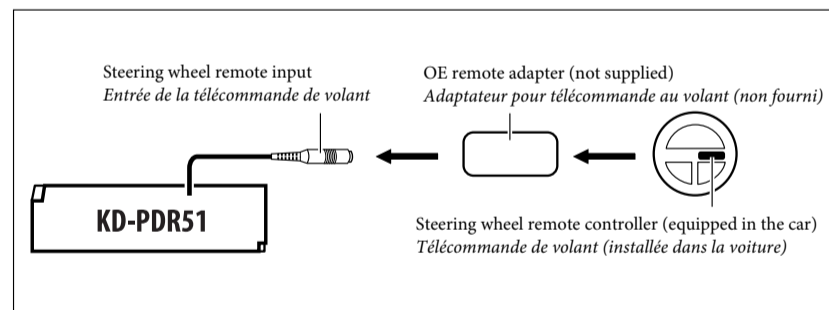 Steering wheel remote input
Entrée de la télécommande de volant
OE remote adapter (not supplied)
Adaptateur pour télécommande au volant (non fourni)
KD-PDR51
Steering wheel remote controller (equipped in the car)
Télécommande de volant (installée dans la voiture)